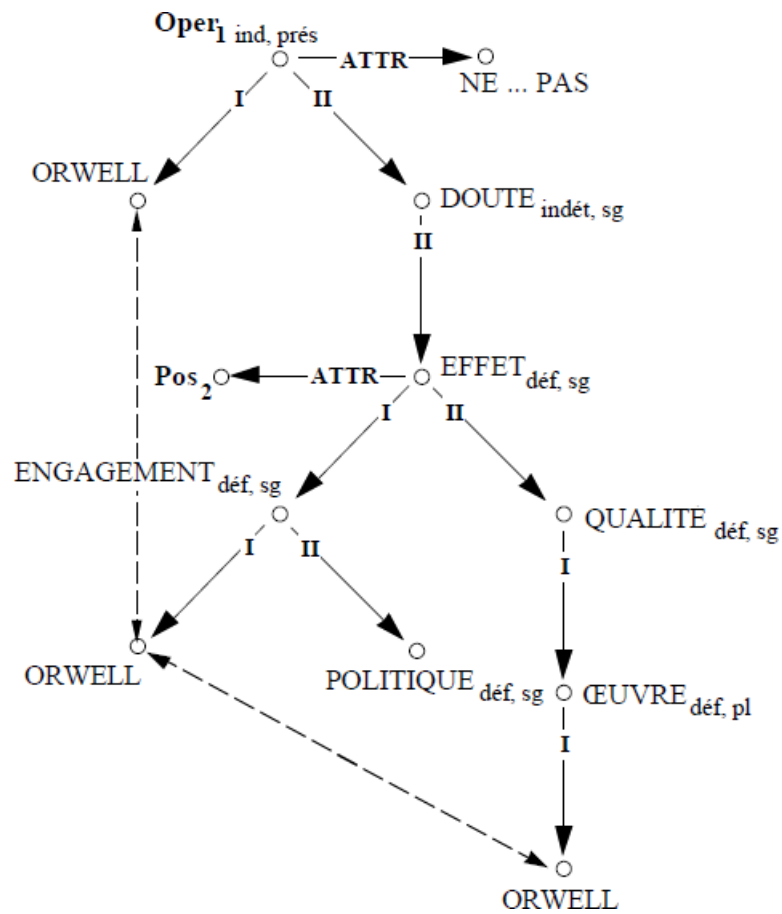 Oper1 ind, prés
ATTR
NE ... PAS
I
II
ORWELL
DOUTE indét, sg
II
Pos2
ATTR
EFFET déf, sg
I
II
ENGAGEMENT déf, sg
QUALITÉ déf, sg
I
II
I
ORWELL
POLITIQUE déf, sg
ŒUVRE déf, pl
I
ORWELL